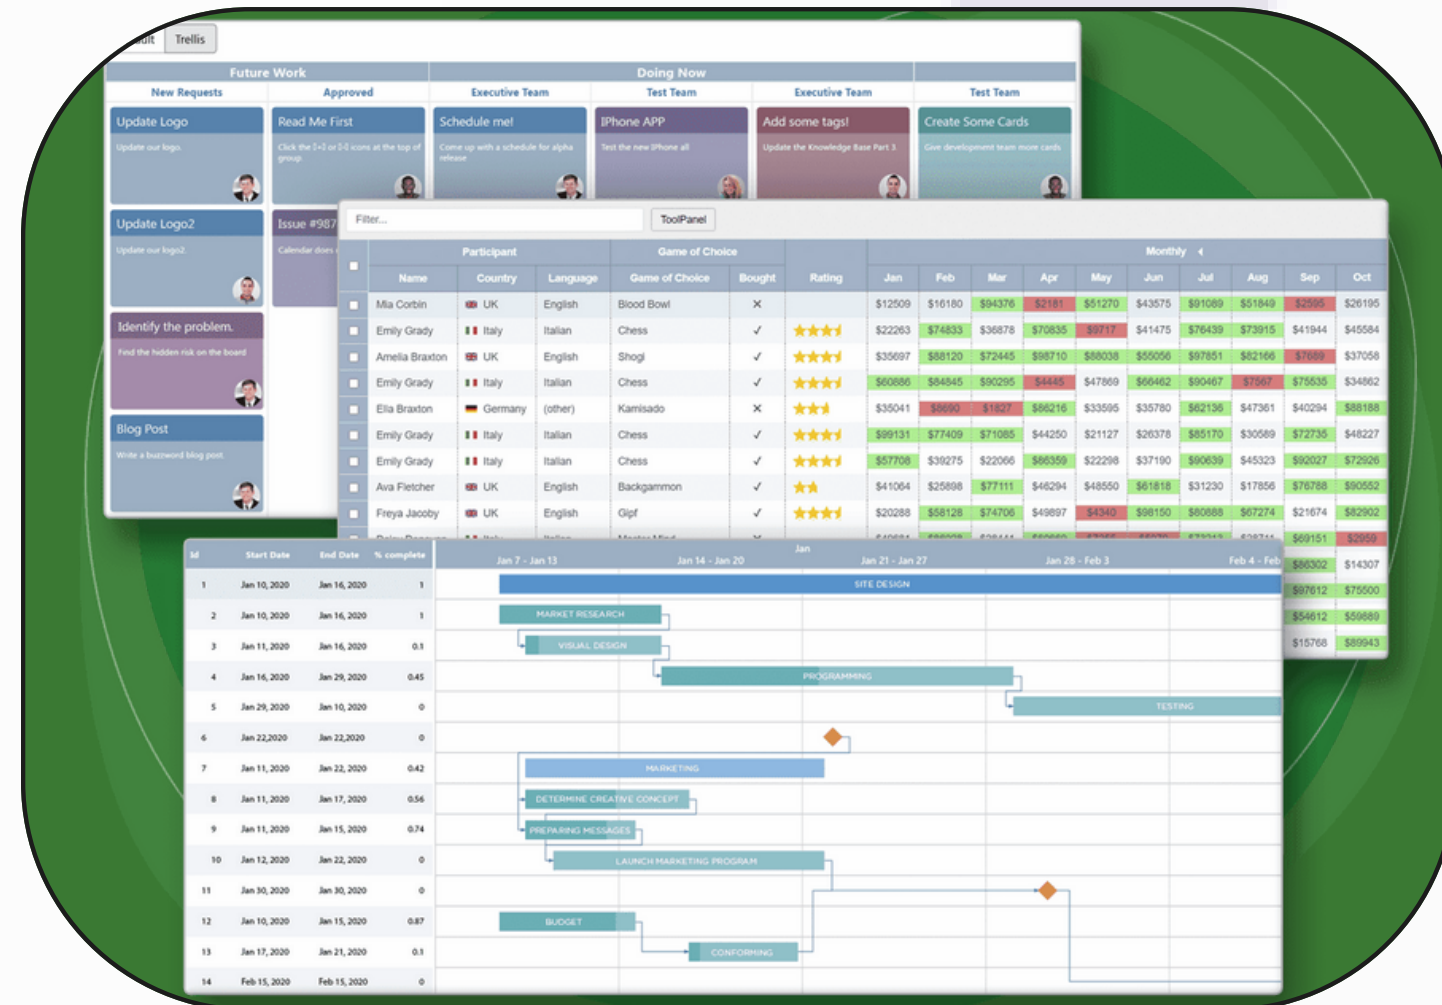 Trellis
Future Work Doing Now
New Requests Approved Executive Team Test Team Executive Team Test Team
Update Logo Read Me First Schedule me! IPhone APP Add some tags! Create Some Cards
Update our logo. Click the or icons at the top of group. Come up with a schedule for alpha release Test the new IPhone all Update the Knowledge Base Part 3 Give development team more cards
Update Logo2 Issue #987
Update our logo2. Calendar does
Identify the problem.
Find the hidden risk on the board
Blog Post
Write a buzzword blog post.
Filter... ToolPanel
Participant Game of Choice Monthly
Name Country Language Game of Choice Bought Rating Jan Feb Mar Apr May Jun Jul Aug Sep Oct
Mia Corbin UK English Blood Bowl $12509 $16180 $94376 $2181 $51270 $43575 $91089 $51849 $2595 $26195
Emily Grady Italy Italian Chess $22263 $74833 $36878 $70835 $9717 $41475 $76439 $73915 $41944 $45584
Amelia Braxton UK English Shogi $35697 $88120 $72445 $98710 $88038 $55056 $97851 $82166 $7689 $37058
Emily Grady Italy Italian Chess $60886 $84845 $90295 $4445 $47869 $66462 $90467 $7567 $75535 $34862
Ella Braxton Germany (other) Kamisado $35041 $8690 $1827 $86216 $33595 $35780 $62136 $47361 $40294 $88188
Emily Grady Italy Italian Chess $99131 $77409 $71085 $44250 $21127 $26378 $85170 $30589 $72735 $48227
Emily Grady Italy Italian Chess $57708 $39275 $22066 $86359 $22298 $37190 $90639 $45323 $92027 $72926
Ava Fletcher UK English Backgammon $41064 $25898 $77111 $46294 $48550 $61818 $31230 $17856 $76788 $90552
Freya Jacoby UK English Gipf $20288 $58128 $74706 $49897 $4340 $98150 $80888 $67274 $21674 $82902
$69151 $2959
$86302 $14307
$97612 $75500
$54612 $59889
$15768 $89943
Id Start Date End Date % complete Jan
Jan 7 - Jan 13 Jan 14 - Jan 20 Jan 21 - Jan 27 Jan 28 - Feb 3 Feb 4 - Feb
1 Jan 10, 2020 Jan 16, 2020 1 SITE DESIGN
2 Jan 10, 2020 Jan 16, 2020 1 MARKET RESEARCH
3 Jan 11, 2020 Jan 16, 2020 0.1 VISUAL DESIGN
4 Jan 16, 2020 Jan 29, 2020 0.45 PROGRAMMING
5 Jan 29, 2020 Jan 10, 2020 0 TESTING
6 Jan 22,2020 Jan 22,2020 0
7 Jan 11, 2020 Jan 22, 2020 0.42 MARKETING
8 Jan 11, 2020 Jan 17, 2020 0.56 DETERMINE CREATIVE CONCEPT
9 Jan 11, 2020 Jan 15, 2020 0.74 PREPARING MESSAGES
10 Jan 12, 2020 Jan 22, 2020 0 LAUNCH MARKETING PROGRAM
11 Jan 30, 2020 Jan 30, 2020 0
12 Jan 10, 2020 Jan 15, 2020 0.87 BUDGET
13 Jan 17, 2020 Jan 21, 2020 0.1 CONFORMING
14 Feb 15, 2020 Feb 15, 2020 0